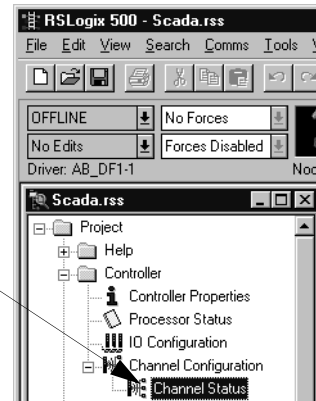 RSLogix 500 - Scada.rss
File Edit View Search Comms Tools
OFFLINE No Forces
No Edits Forces Disabled
Driver: AB_DF1-1 Noc
Scada.rss
Project
Help
Controller
Controller Properties
Processor Status
IO Configuration
Channel Configuration
Channel Status